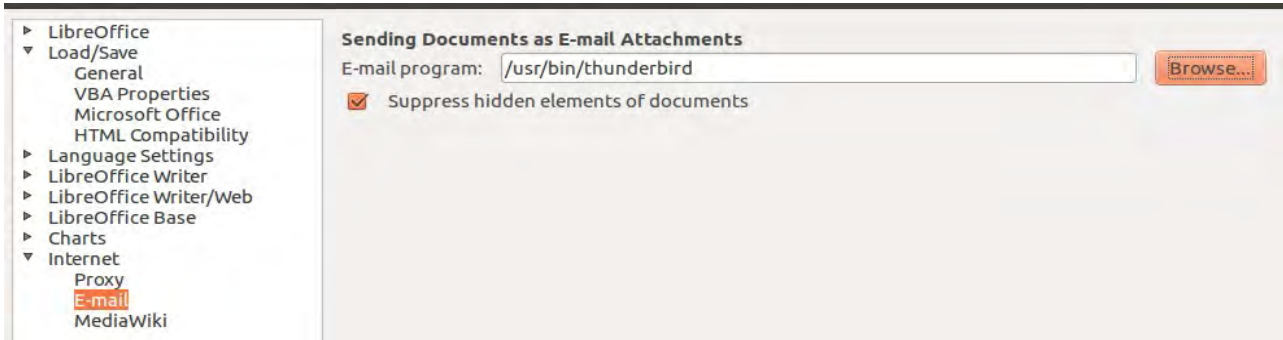 LibreOffice
Load/Save
General
VBA Properties
Microsoft Office
HTML Compatibility
Language Settings
LibreOffice Writer
LibreOffice Writer/Web
LibreOffice Base
Charts
Internet
Proxy
E-mail
MediaWiki
Sending Documents as E-mail Attachments
E-mail program: /usr/bin/thunderbird Browse...
Suppress hidden elements of documents